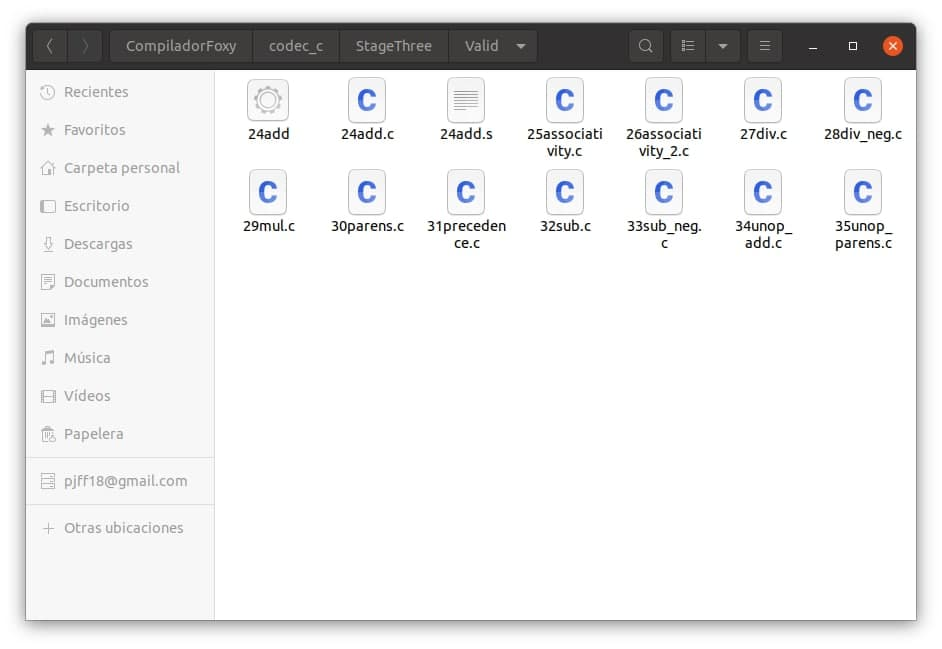 CompiladorFoxy codec_c StageThree Valid
Recientes
Favoritos
Carpeta personal
Escritorio
Descargas
Documentos
Imágenes
Música
Vídeos
Papelera
pjff18@gmail.com
Otras ubicaciones
24add 24add.c 24add.s 25associati 26associati 27div.c 28div_neg.c
vity.c vity_2.c
29mul.c 30parens.c 31preceden 32sub.c 33sub_neg. 34unop_ 35unop_
ce.c c add.c parens.c